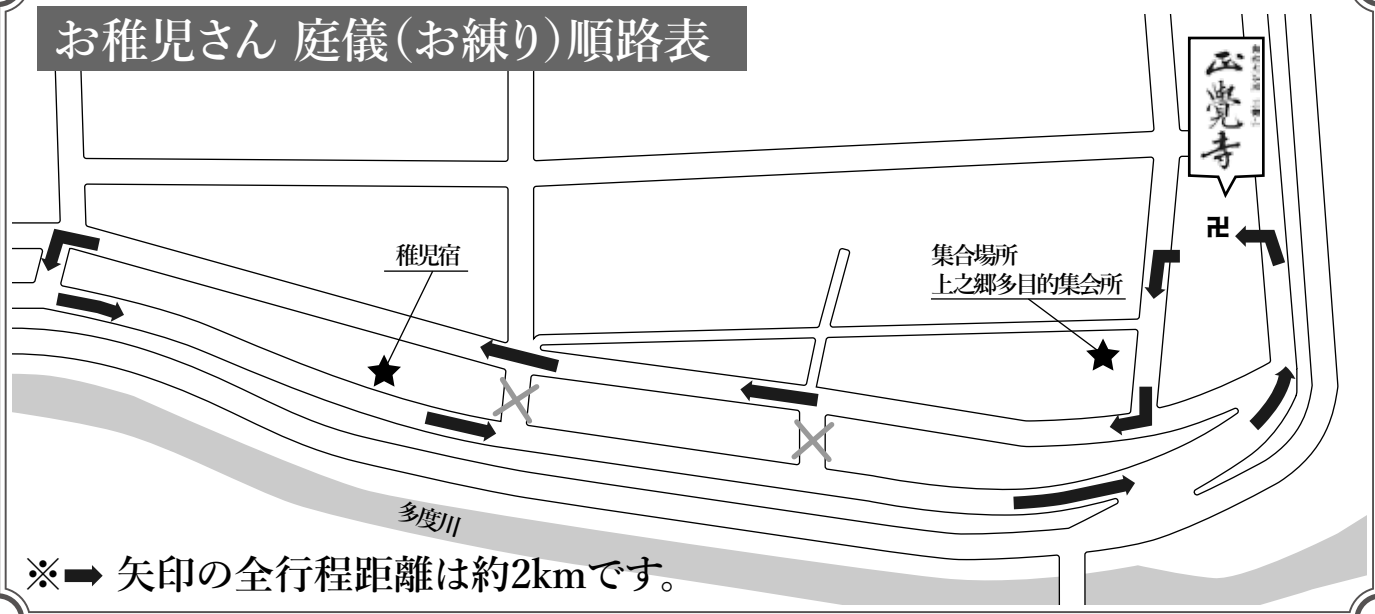 お稚児さん 庭儀（お練り）順路表
正覺寺
卍
稚児宿
集合場所
上之郷多目的集会所
多度川
※➡ 矢印の全行程距離は約2kmです。